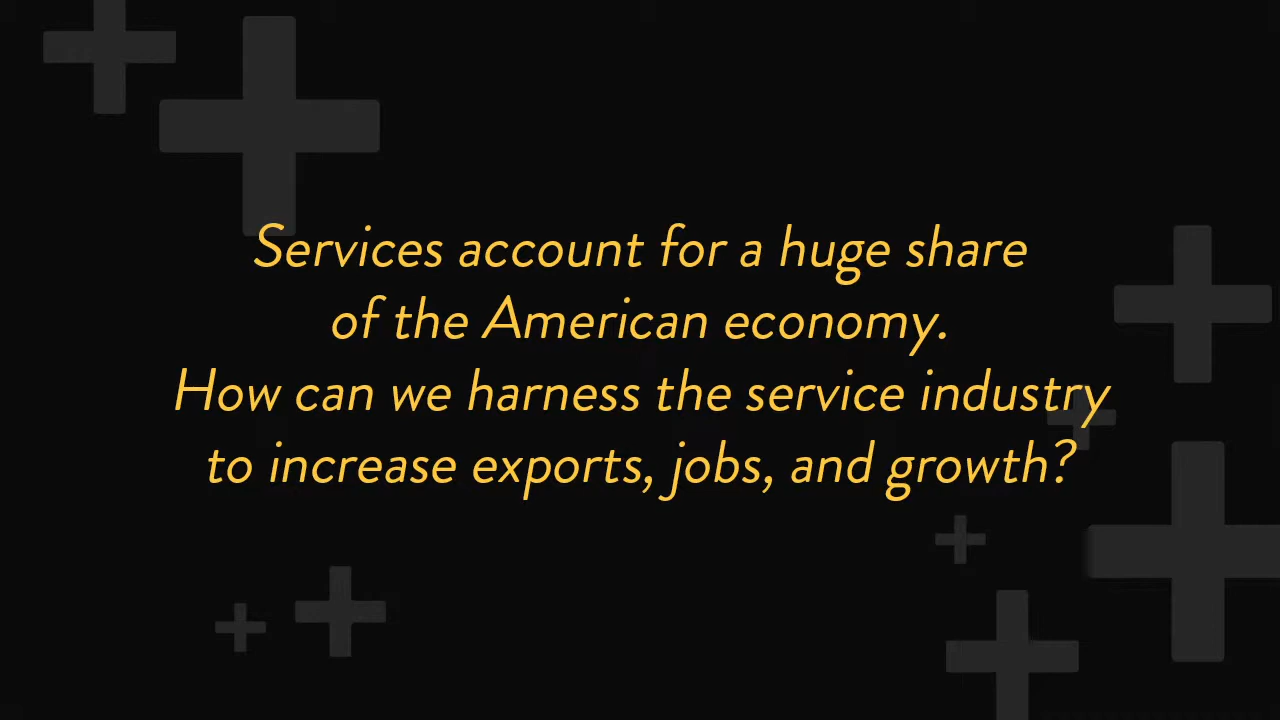 Services account for a huge share
of the American economy.
How can we harness the service industry
to increase exports, jobs, and growth?